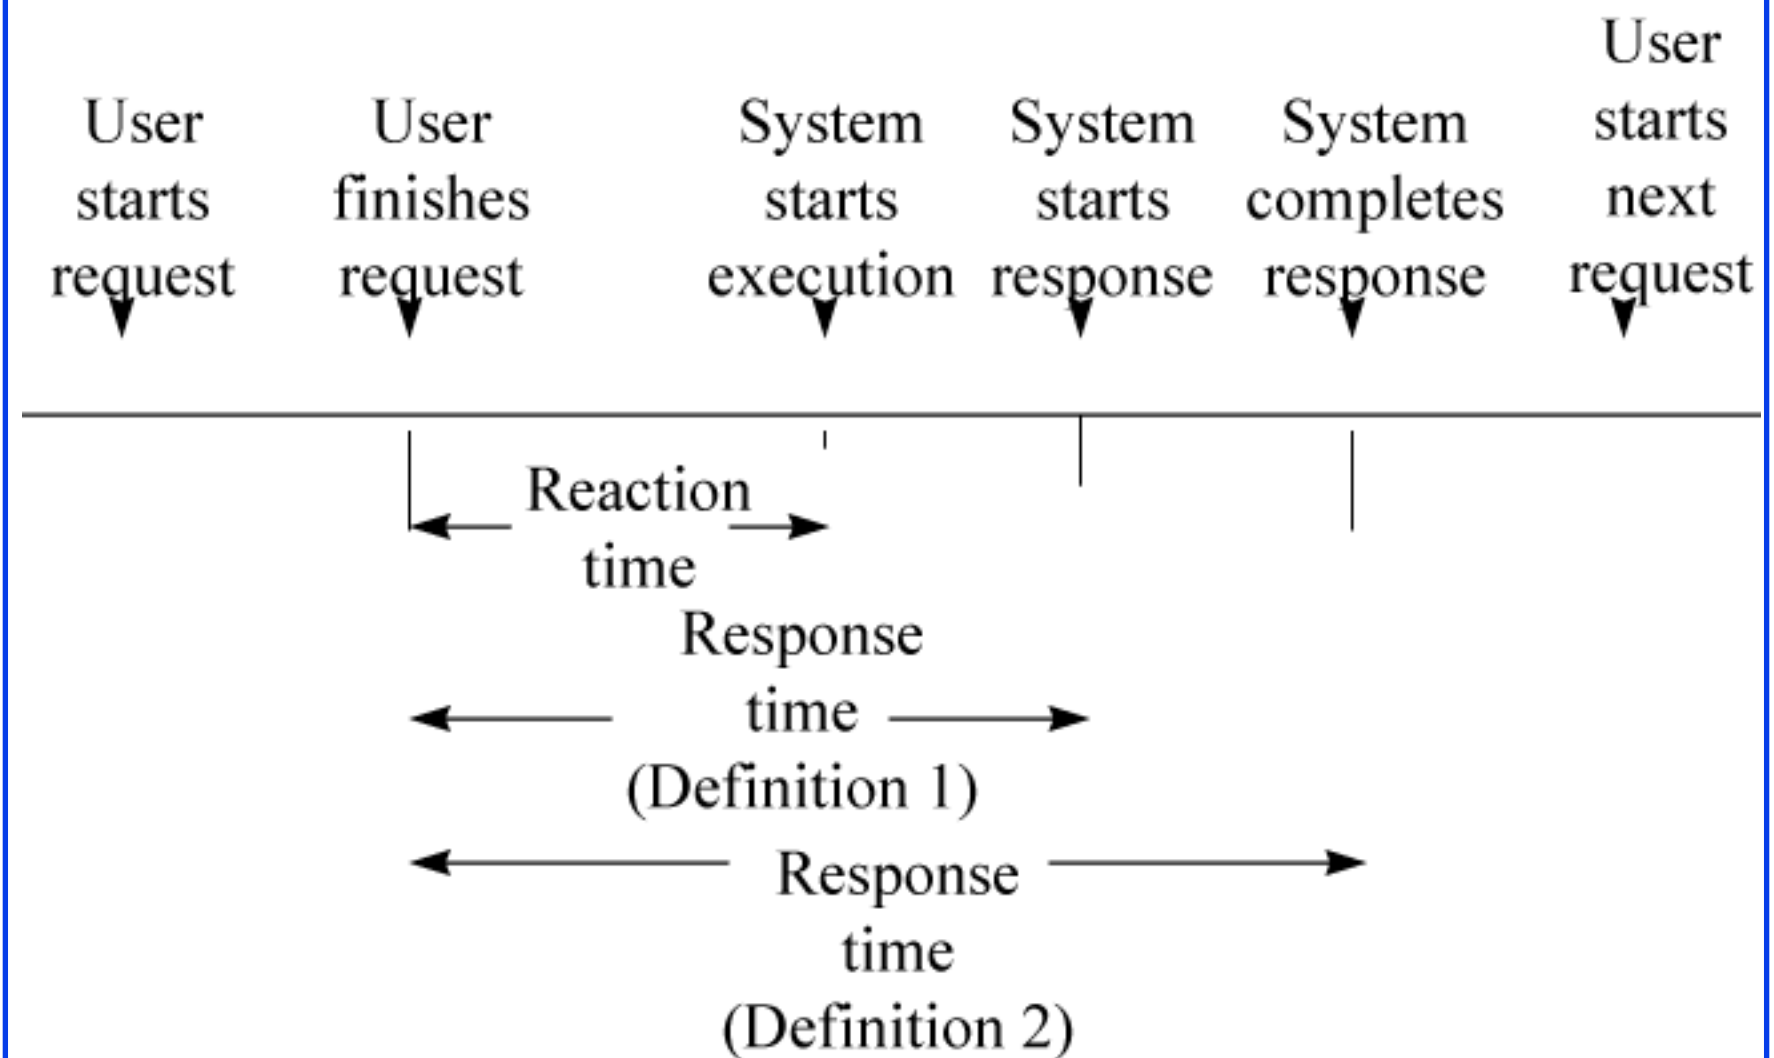 User
starts
request
User
finishes
request
System
starts
execution
System
starts
response
System
completes
response
User
starts
next
request
Reaction
time
Response
time
(Definition 1)
Response
time
(Definition 2)